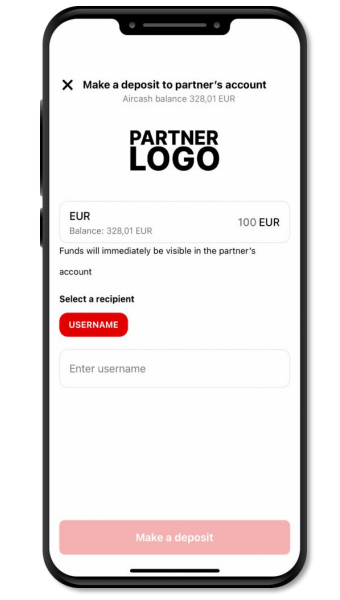 Make a deposit to partner's account
Aircash balance 328,01 EUR
PARTNER
LOGO
EUR
Balance: 328,01 EUR
100 EUR
Funds will immediately be visible in the partner's
account
Select a recipient
USERNAME
Enter username
Make a deposit